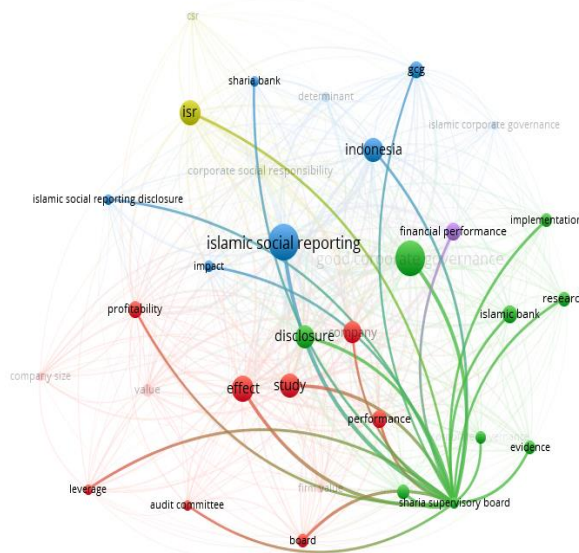 csr
gcg
sharia bank
determinant
isr
islamic corporate governance
indonesia
corporate social responsibility
islamic social reporting disclosure
implementation
financial performance
islamic social reporting
good corporate governance
impact
research
profitability
islamic bank
company
disclosure
company size
value
effect
study
performance
evidence
leverage
firm value
sharia supervisory board
audit committee
board